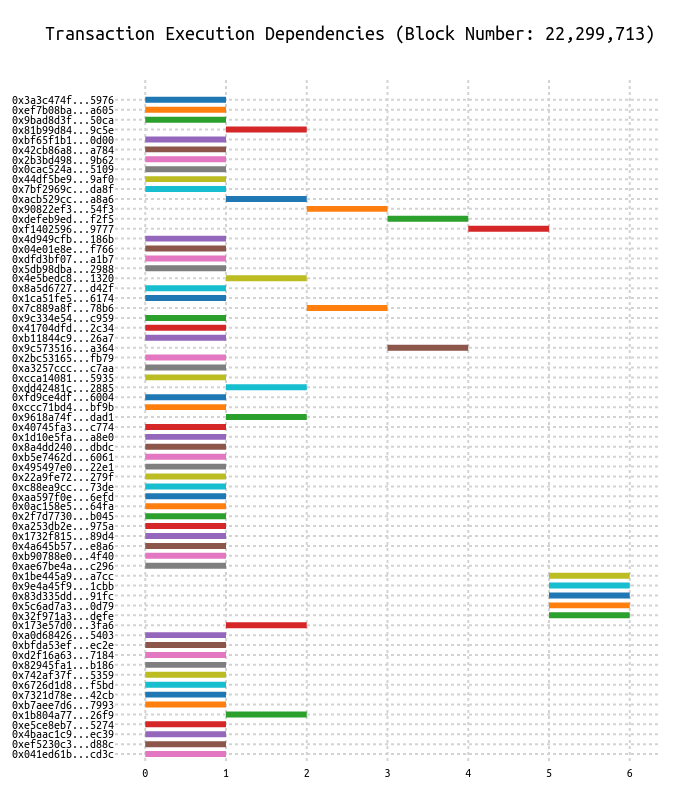 Transaction Execution Dependencies (Block Number: 22,299,713)
0x3a3c474f...5976
0xef7b08ba...a605
0x9bad8d3f...50ca
0x81b99d84...9c5e
0xbf65f1b1...0d00
0x42cb86a8...a784
0x2b3bd498...9b62
0x0cac524a...5109
0x44df5be9...9af0
0x7bf2969c...da8f
0xacb529cc...a8a6
0x90822ef3...54f3
0xdefeb9ed...f2f5
0xf1402596...9777
0x4d949cfb...186b
0x04e01e8e...f766
0xdfd3bf07...a1b7
0x5db98dba...2988
0x4e5bedc8...1320
0x8a5d6727...d42f
0x1ca51fe5...6174
0x7c889a8f...78b6
0x9c334e54...c959
0x41704dfd...2c34
0xb11844c9...26a7
0x9c573516...a364
0x2bc53165...fb79
0xa3257ccc...c7aa
0xcca14081...5935
0xdd42481c...2885
0xfd9ce4df...6004
0xccc71bd4...bf9b
0x9618a74f...dad1
0x40745fa3...c774
0x1d10e5fa...a8e0
0x8a4dd240...dbdc
0xb5e7462d...6061
0x495497e0...22e1
0x22a9fe72...279f
0xc88ea9cc...73de
0xaa597f0e...6efd
0x0ac158e5...64fa
0x2f7d7730...b045
0xa253db2e...975a
0x1732f815...89d4
0x4a645b57...e8a6
0xb90788e0...4f40
0xae67be4a...c296
0x1be445a9...a7cc
0x9e4a45f9...1cbb
0x83d335dd...91fc
0x5c6ad7a3...0d79
0x32f971a3...defe
0x173e57d0...3fa6
0xa0d68426...5403
0xbfda53ef...ec2e
0xd2f16a63...7184
0x82945fa1...b186
0x742af37f...5359
0x6726d1d8...f5bd
0x7321d78e...42cb
0xb7aee7d6...7993
0x1b804a77...26f9
0xe5ce8eb7...5274
0x4baac1c9...ec39
0xef5230c3...d88c
0x041ed61b...cd3c
0 1 2 3 4 5 6